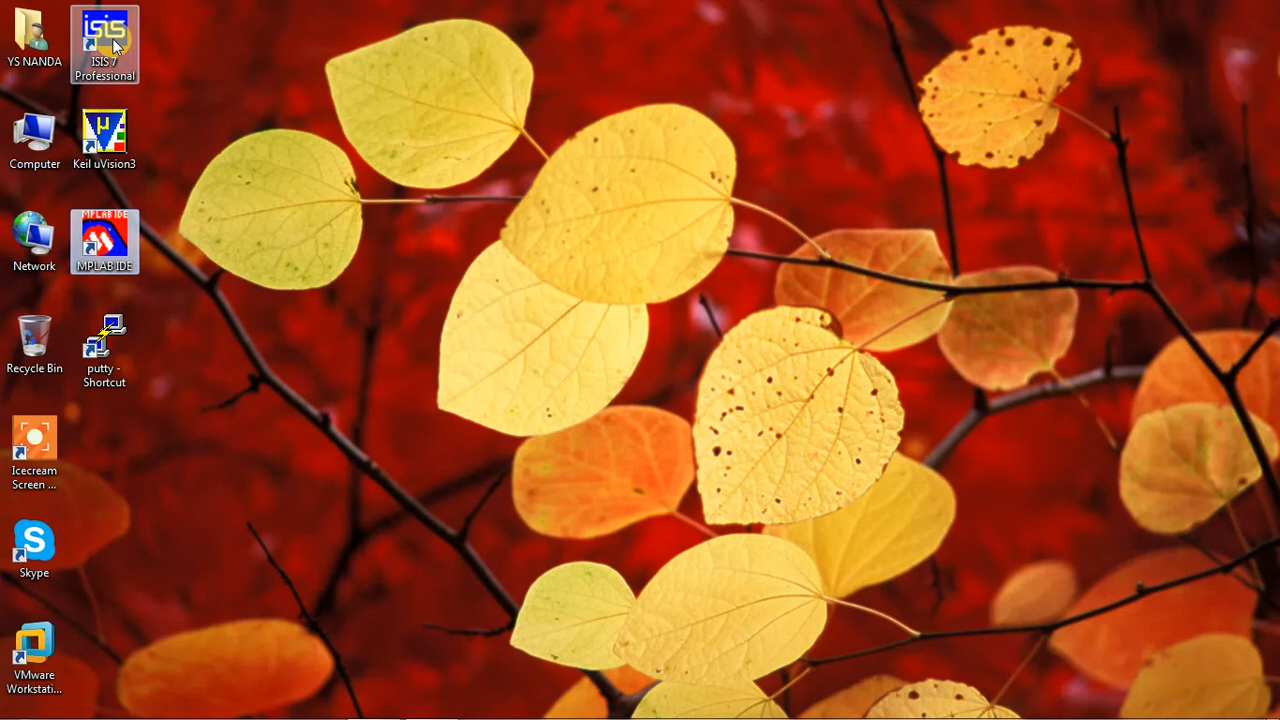 YS NANDA
isis
ISIS 7
Professional
Computer
µ
Keil uVision3
Network
MPLAB IDE
MPLAB IDE
Recycle Bin
putty -
Shortcut
Icecream
Screen ...
S
Skype
VMware
Workstati...